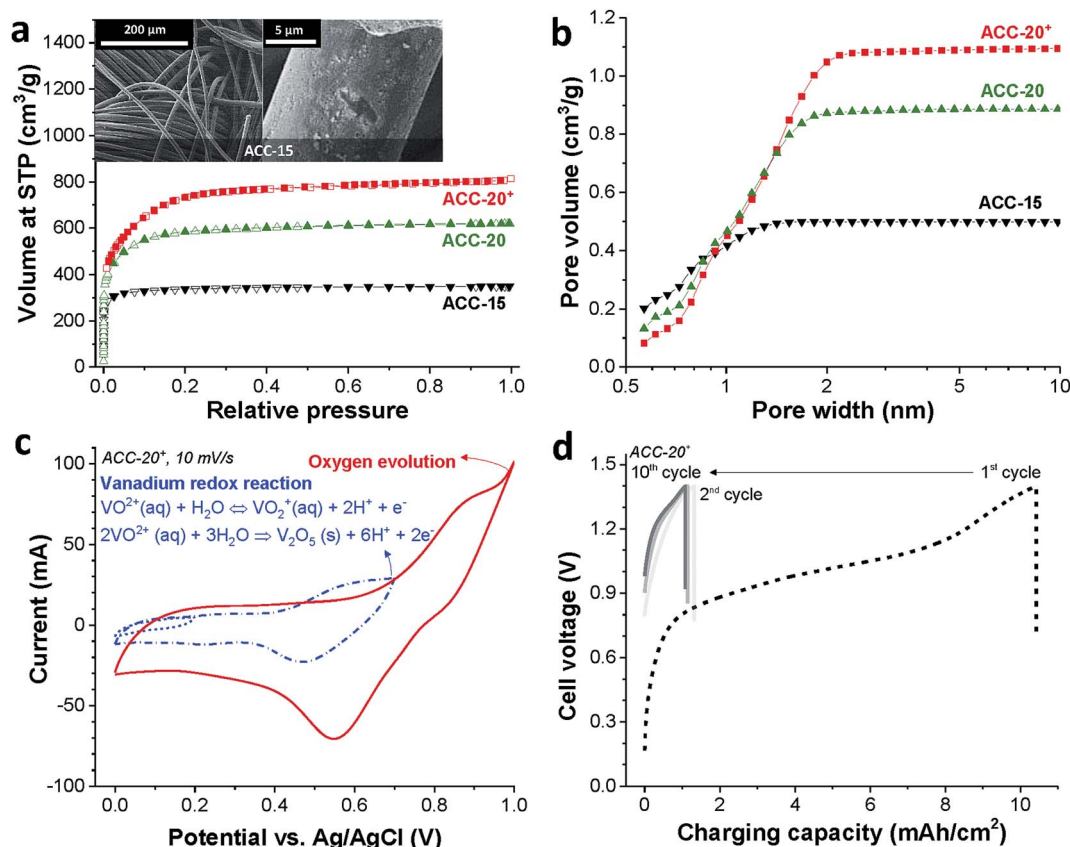 a
200 µm
5 µm
ACC-15
1400
1200
1000
800
600
400
200
0
Volume at STP (cm³/g)
ACC-20⁺
ACC-20
ACC-15
0.0 0.2 0.4 0.6 0.8 1.0
Relative pressure
b
1.2
1.0
0.8
0.6
0.4
0.2
0.0
Pore volume (cm³/g)
ACC-20⁺
ACC-20
ACC-15
0.5 1 2 5 10
Pore width (nm)
c
100
50
0
-50
-100
Current (mA)
ACC-20⁺, 10 mV/s
Oxygen evolution
Vanadium redox reaction
VO²⁺(aq) + H₂O ⇔ VO₂⁺(aq) + 2H⁺ + e⁻
2VO²⁺ (aq) + 3H₂O ⇒ V₂O₅ (s) + 6H⁺ + 2e⁻
0.0 0.2 0.4 0.6 0.8 1.0
Potential vs. Ag/AgCl (V)
d
1.5
1.2
0.9
0.6
0.3
0.0
Cell voltage (V)
ACC-20⁺
10ᵗʰ cycle
1ˢᵗ cycle
2ⁿᵈ cycle
0 2 4 6 8 10
Charging capacity (mAh/cm²)